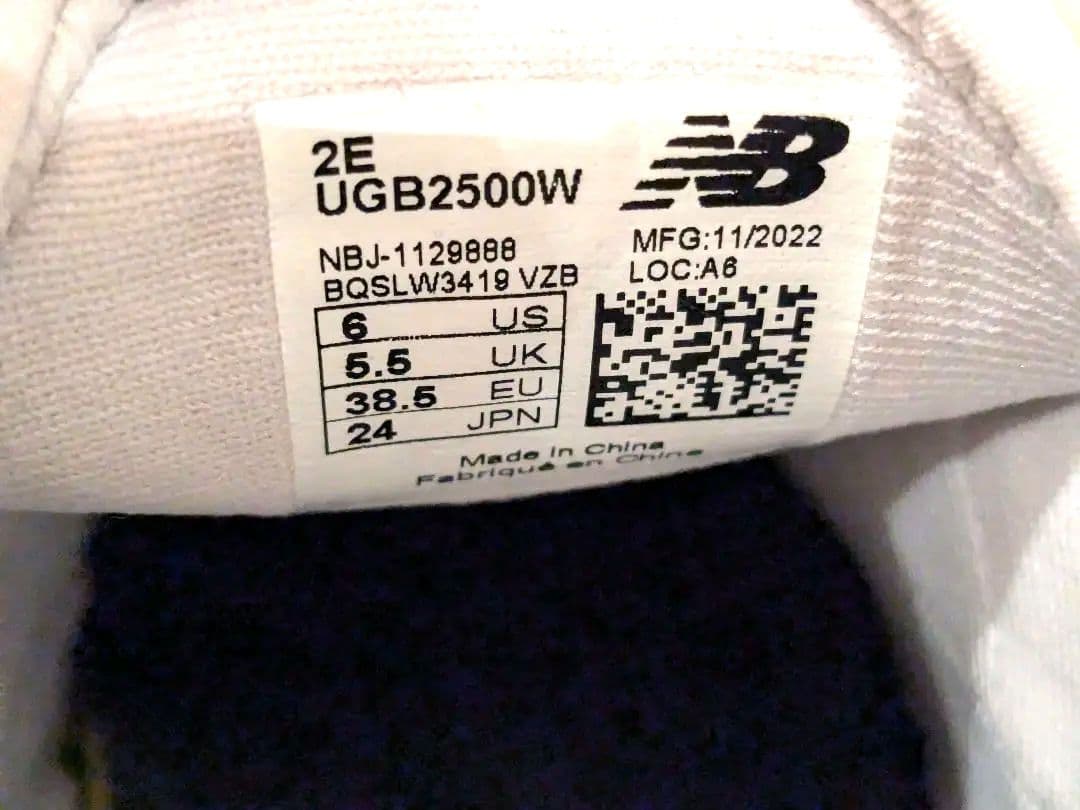 2E
UGB2500W
NB
NBJ-1129888
BQSLW3419 VZB
MFG:11/2022
LOC:A6
6 US
5.5 UK
38.5 EU
24 JPN
Made in China
Fabriqué en Chine